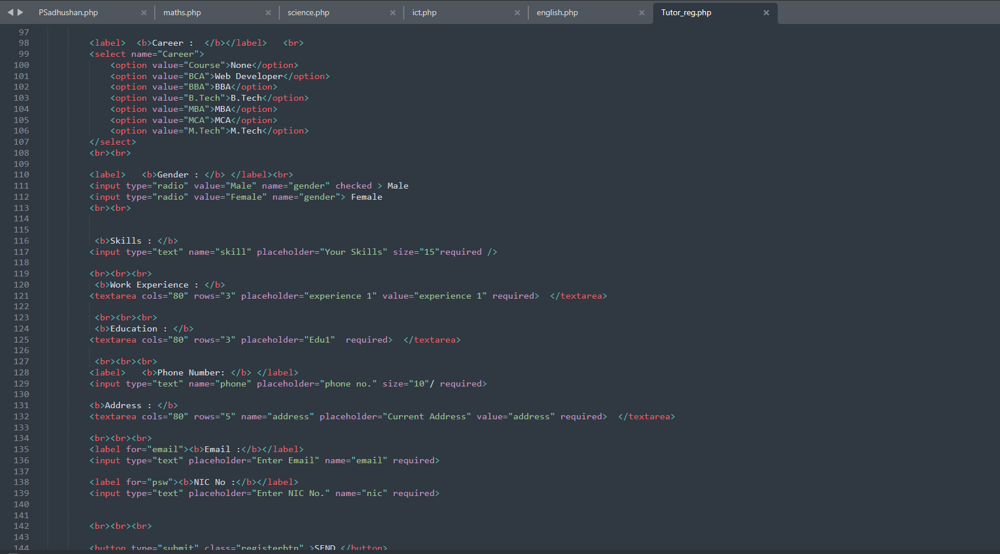 PSadhushan.php × maths.php × science.php × ict.php × english.php × Tutor_reg.php ×
97
98 <label>  <b>Career :  </b></label>   <br>
99 <select name="Career">
100     <option value="Course">None</option>
101     <option value="BCA">Web Developer</option>
102     <option value="BBA">BBA</option>
103     <option value="B.Tech">B.Tech</option>
104     <option value="MBA">MBA</option>
105     <option value="MCA">MCA</option>
106     <option value="M.Tech">M.Tech</option>
107 </select>
108 <br><br>
109
110 <label>   <b>Gender : </b> </label><br>
111 <input type="radio" value="Male" name="gender" checked > Male
112 <input type="radio" value="Female" name="gender"> Female
113 <br><br>
114
115
116  <b>Skills : </b>
117 <input type="text" name="skill" placeholder="Your Skills" size="15"required />
118
119 <br><br><br>
120  <b>Work Experience : </b>
121 <textarea cols="80" rows="3" placeholder="experience 1" value="experience 1" required>  </textarea>
122
123  <br><br><br>
124  <b>Education : </b>
125 <textarea cols="80" rows="3" placeholder="Edu1"  required>  </textarea>
126
127  <br><br><br>
128 <label>   <b>Phone Number: </b> </label>
129 <input type="text" name="phone" placeholder="phone no." size="10"/ required>
130
131 <b>Address : </b>
132 <textarea cols="80" rows="5" name="address" placeholder="Current Address" value="address" required>  </textarea>
133
134 <br><br><br>
135 <label for="email"><b>Email :</b></label>
136 <input type="text" placeholder="Enter Email" name="email" required>
137
138 <label for="psw"><b>NIC No :</b></label>
139 <input type="text" placeholder="Enter NIC No." name="nic" required>
140
141
142 <br><br><br>
143
144 <button type="submit" class="registerbtn" >SEND </button>